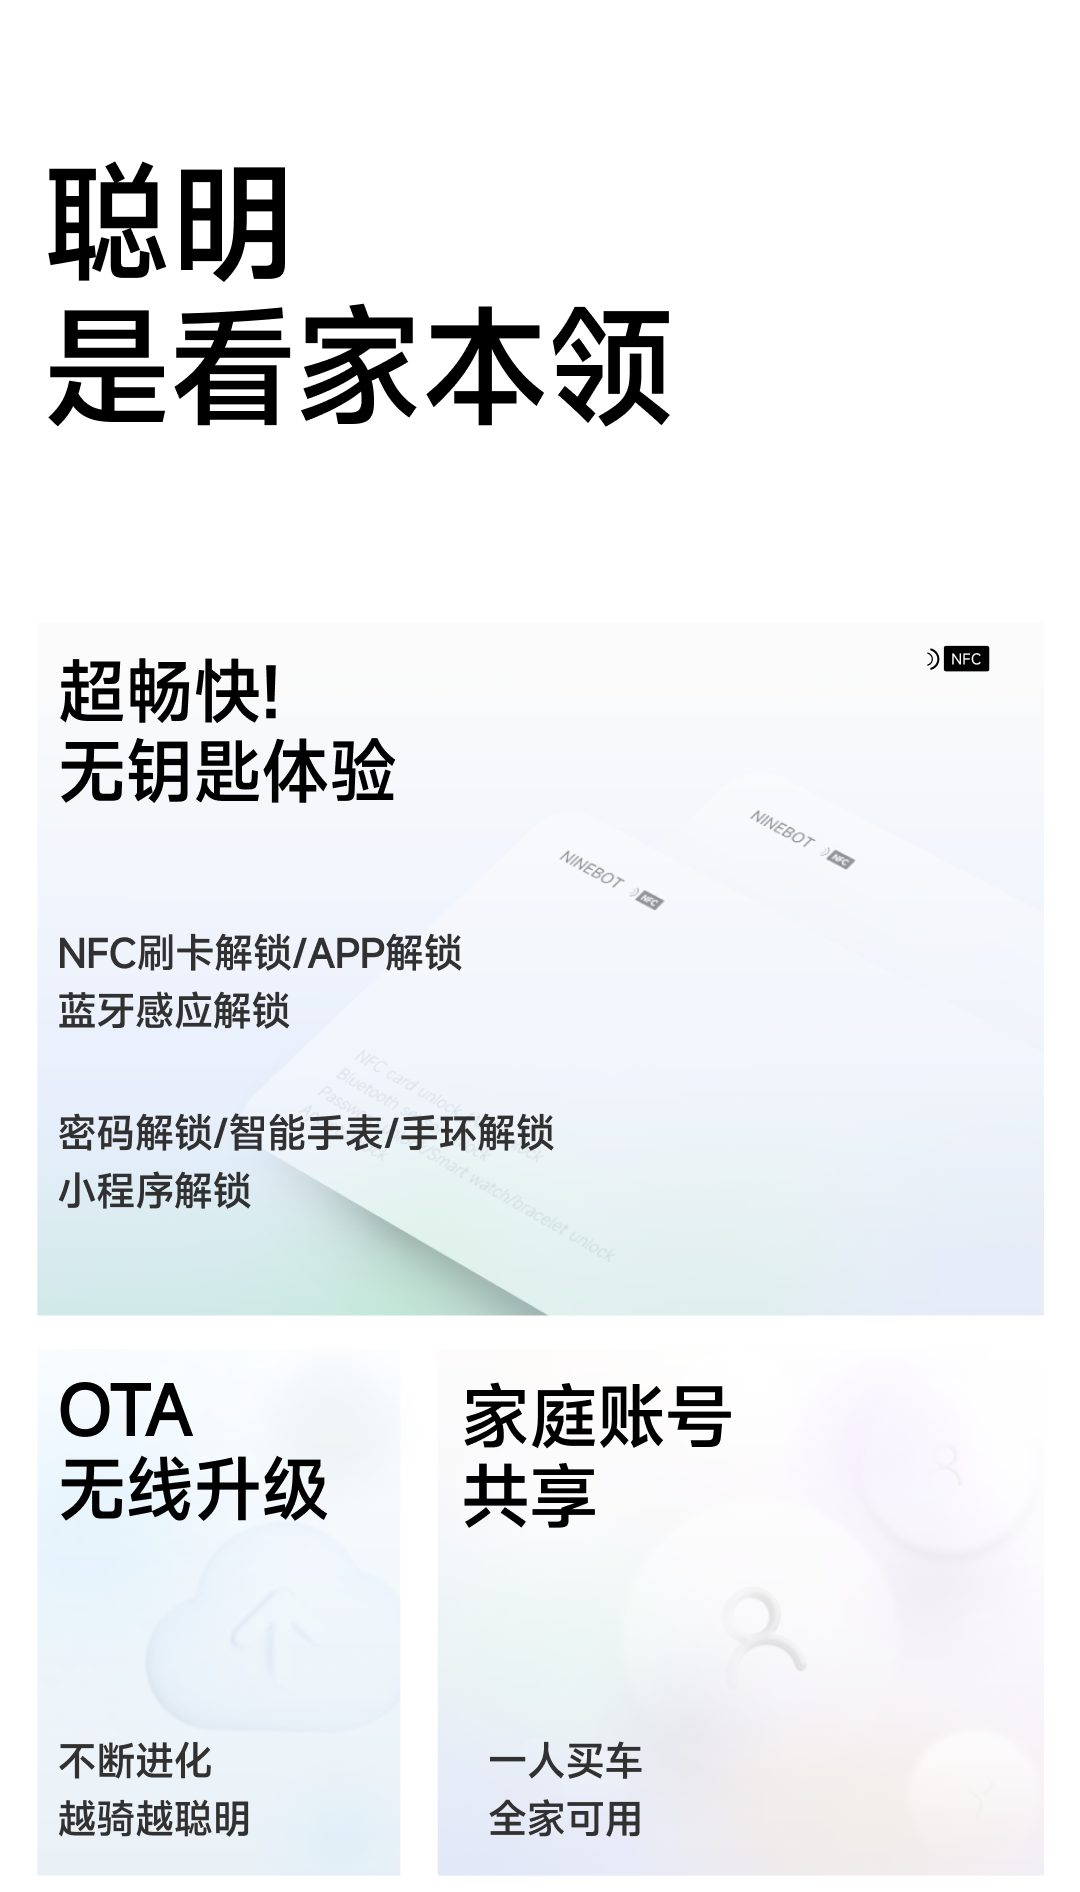 聪明
是看家本领
超畅快!
无钥匙体验
NFC
NINEBOT NFC
NINEBOT NFC
NFC刷卡解锁/APP解锁
蓝牙感应解锁
密码解锁/智能手表/手环解锁
小程序解锁
NFC card unlock
Bluetooth
Smart watch/bracelet unlock
OTA
无线升级
不断进化
越骑越聪明
家庭账号
共享
一人买车
全家可用